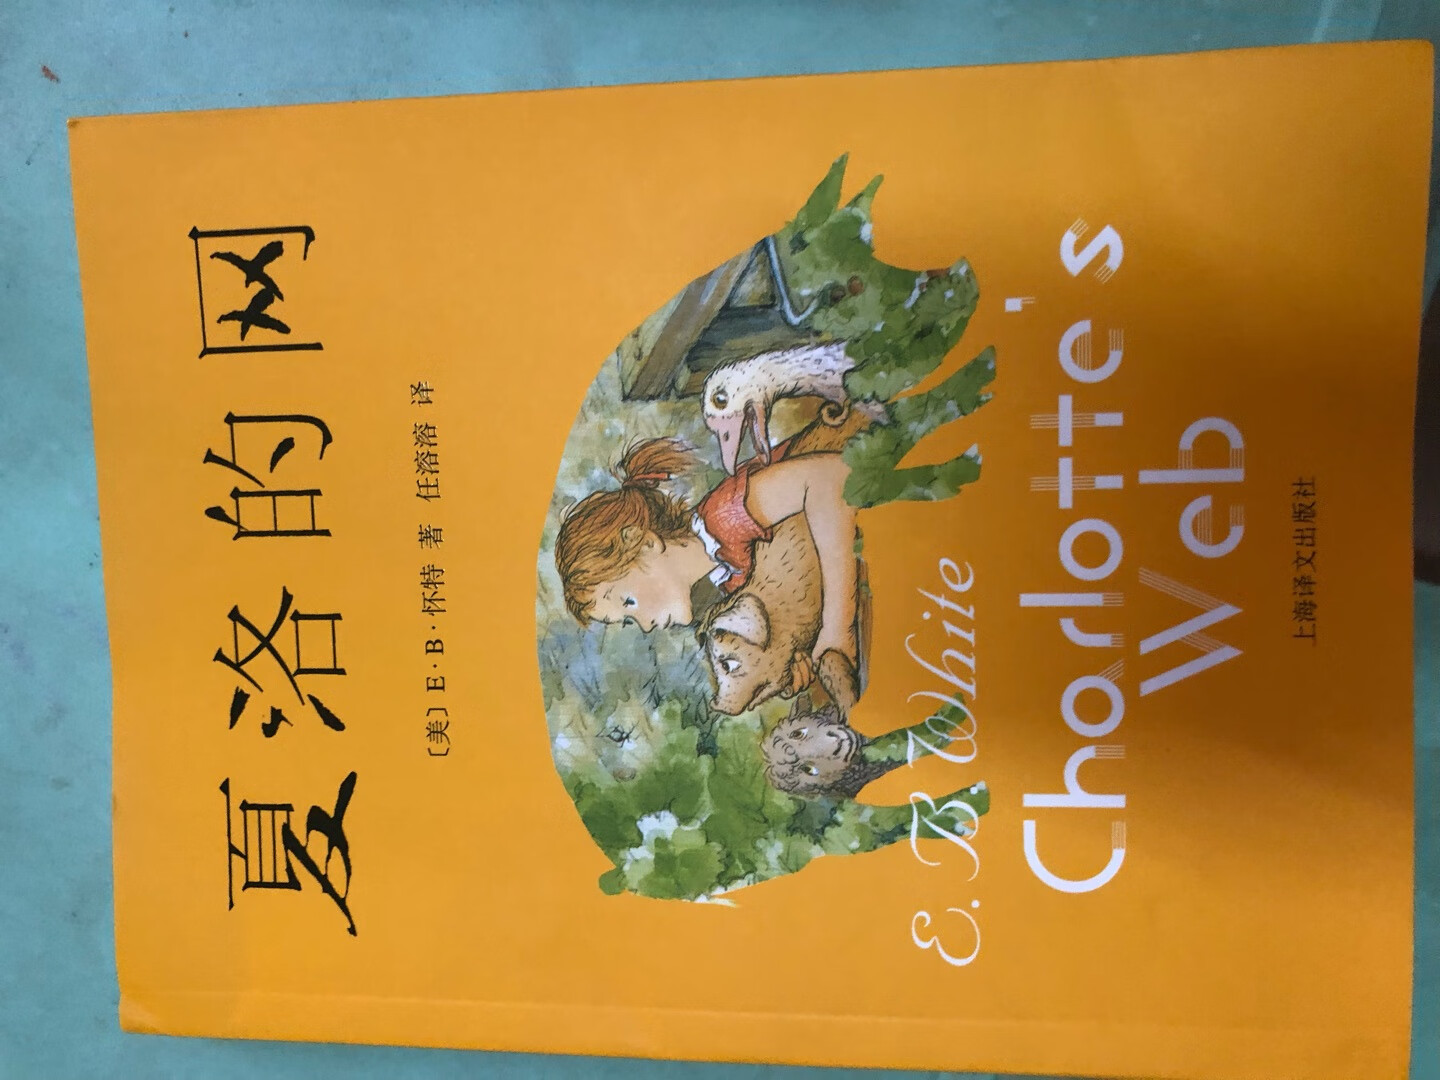 夏洛的网
〔美〕E·B·怀特 著 任溶溶 译
E. B. White
Charlotte's
Web
上海译文出版社